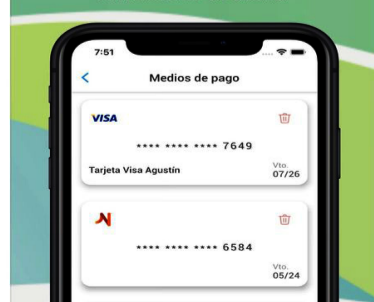 7:51
Medios de pago
VISA
**** **** **** 7649
Tarjeta Visa Agustín
Vto.
07/26
N
**** **** **** 6584
Vto.
05/24